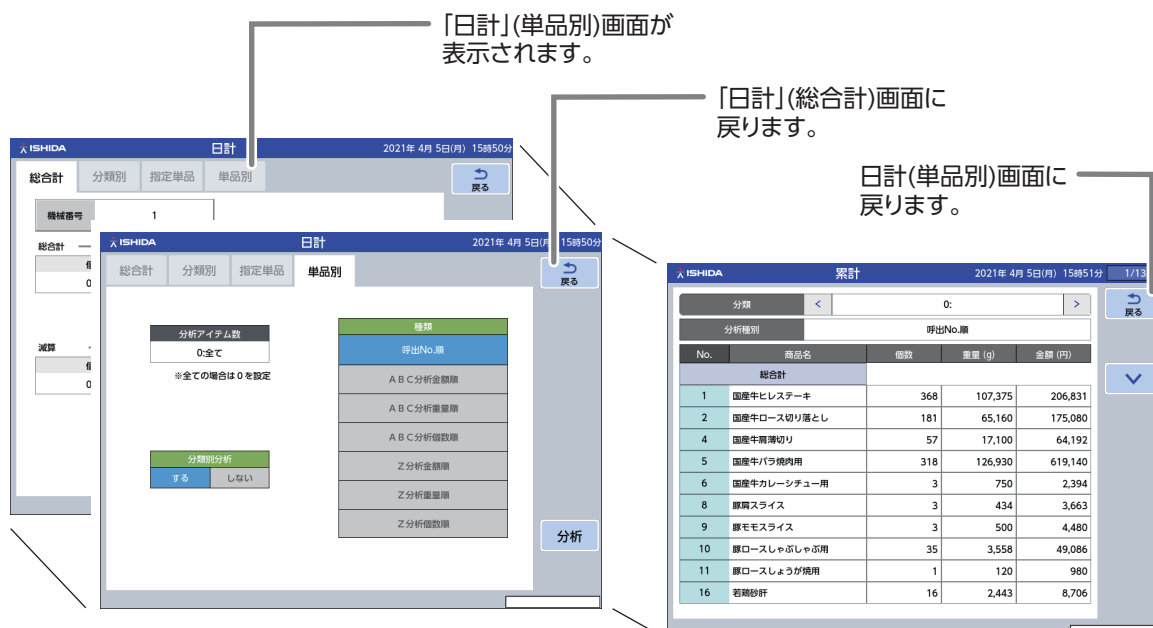 「日計」(単品別)画面が
表示されます。
「日計」(総合計)画面に
戻ります。
日計(単品別)画面に
戻ります。
ISHIDA 日計 2021年 4月 5日(月) 15時50分
総合計 分類別 指定単品 単品別 戻る
機械番号 1
総合計
0
減算
0
ISHIDA 日計 2021年 4月 5日(月) 15時50分
総合計 分類別 指定単品 単品別 戻る
分析アイテム数
0:全て
※全ての場合は 0 を設定
分類別分析
する しない
種類
呼出No.順
ABC分析金額順
ABC分析重量順
ABC分析個数順
Z分析金額順
Z分析重量順
Z分析個数順
分析
ISHIDA 累計 2021年 4月 5日(月) 15時51分 1/13
戻る
分類 < 0: >
分析種別 呼出No.順
No. 商品名 個数 重量 (g) 金額 (円)
総合計
1 国産牛ヒレステーキ 368 107,375 206,831
2 国産牛ロース切り落とし 181 65,160 175,080
4 国産牛肩薄切り 57 17,100 64,192
5 国産牛バラ焼肉用 318 126,930 619,140
6 国産牛カレーシチュー用 3 750 2,394
8 豚肩スライス 3 434 3,663
9 豚モモスライス 3 500 4,480
10 豚ロースしゃぶしゃぶ用 35 3,558 49,086
11 豚ロースしょうが焼用 1 120 980
16 若鶏砂肝 16 2,443 8,706